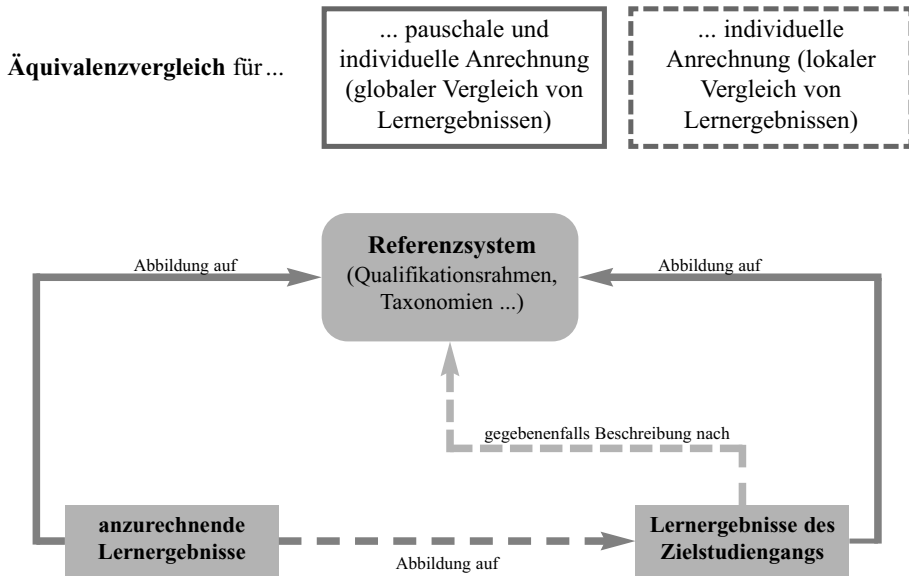 Äquivalenzvergleich für ...
... pauschale und
individuelle Anrechnung
(globaler Vergleich von
Lernergebnissen)
... individuelle
Anrechnung (lokaler
Vergleich von
Lernergebnissen)
Referenzsystem
(Qualifikationsrahmen,
Taxonomien ...)
Abbildung auf
Abbildung auf
gegebenenfalls Beschreibung nach
anzurechnende
Lernergebnisse
Abbildung auf
Lernergebnisse des
Zielstudiengangs